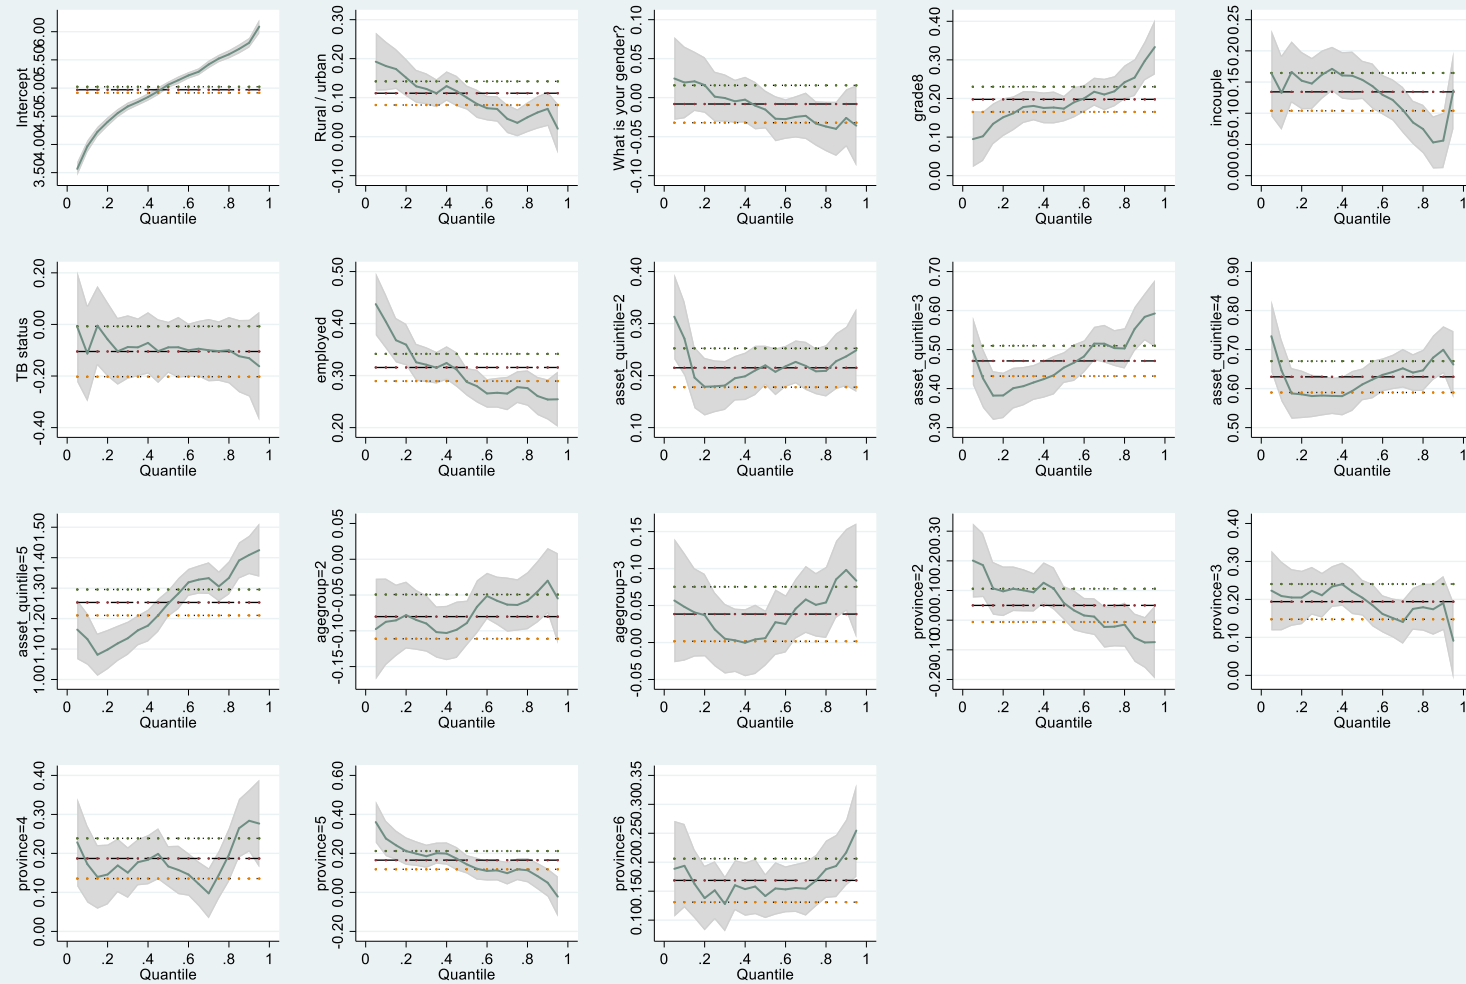 Intercept
3.504.004.505.005.506.00
0 .2 .4 .6 .8 1
Quantile
Rural / urban
-0.10 0.00 0.10 0.20 0.30
0 .2 .4 .6 .8 1
Quantile
What is your gender?
-0.10 -0.05 0.00 0.05 0.10
0 .2 .4 .6 .8 1
Quantile
grade8
0.00 0.10 0.20 0.30 0.40
0 .2 .4 .6 .8 1
Quantile
incouple
0.000.050.100.150.200.25
0 .2 .4 .6 .8 1
Quantile
TB status
-0.40 -0.20 0.00 0.20
0 .2 .4 .6 .8 1
Quantile
employed
0.20 0.30 0.40 0.50
0 .2 .4 .6 .8 1
Quantile
asset_quintile=2
0.10 0.20 0.30 0.40
0 .2 .4 .6 .8 1
Quantile
asset_quintile=3
0.30 0.40 0.50 0.60 0.70
0 .2 .4 .6 .8 1
Quantile
asset_quintile=4
0.50 0.60 0.70 0.80 0.90
0 .2 .4 .6 .8 1
Quantile
asset_quintile=5
1.001.101.201.301.401.50
0 .2 .4 .6 .8 1
Quantile
agegroup=2
-0.15 -0.10 -0.05 0.00 0.05
0 .2 .4 .6 .8 1
Quantile
agegroup=3
-0.05 0.00 0.05 0.10 0.15
0 .2 .4 .6 .8 1
Quantile
province=2
-0.20-0.100.000.100.200.30
0 .2 .4 .6 .8 1
Quantile
province=3
0.00 0.10 0.20 0.30 0.40
0 .2 .4 .6 .8 1
Quantile
province=4
0.00 0.10 0.20 0.30 0.40
0 .2 .4 .6 .8 1
Quantile
province=5
-0.20 0.00 0.20 0.40 0.60
0 .2 .4 .6 .8 1
Quantile
province=6
0.100.150.200.250.300.35
0 .2 .4 .6 .8 1
Quantile